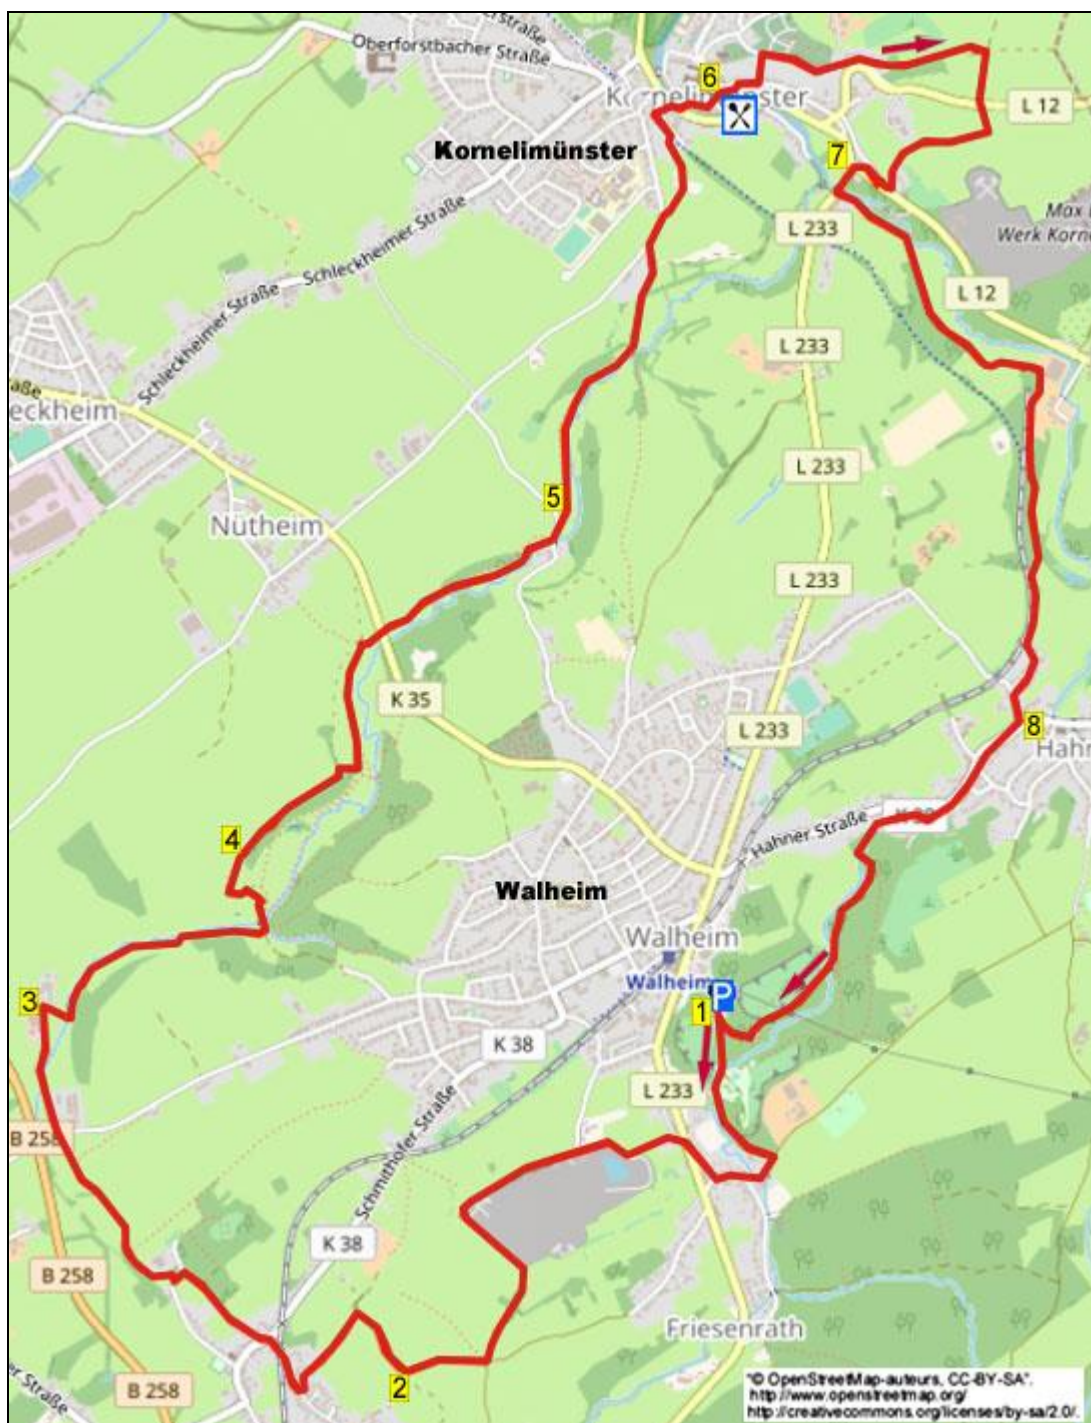 Oberforstbacher Straße
6
Kornelimünster
L 12
Kornelimünster
7
L 233
Max
Werk Korne
Schleckheimer Straße
Schleckheimer Straße
L 12
L 233
eckheim
L 233
5
Nütheim
L 233
K 35
L 233
8
Hahn
Hahner Straße
4
Walheim
Walheim
Walheim
P
3
1
K 38
L 233
B 258
Schmithofer Straße
K 38
B 258
Friesenrath
2
B 258
"© OpenStreetMap-auteurs, CC-BY-SA".
http://www.openstreetmap.org/
http://creativecommons.org/licenses/by-sa/2.0/